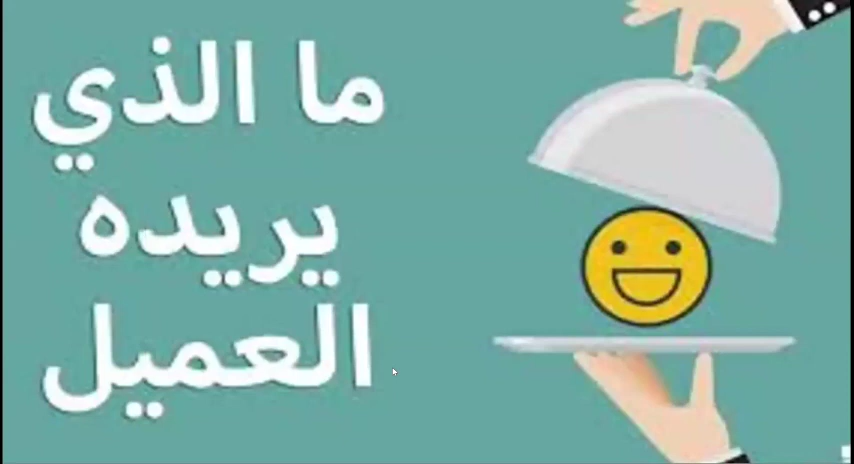 ما الذي
يريده
العميل